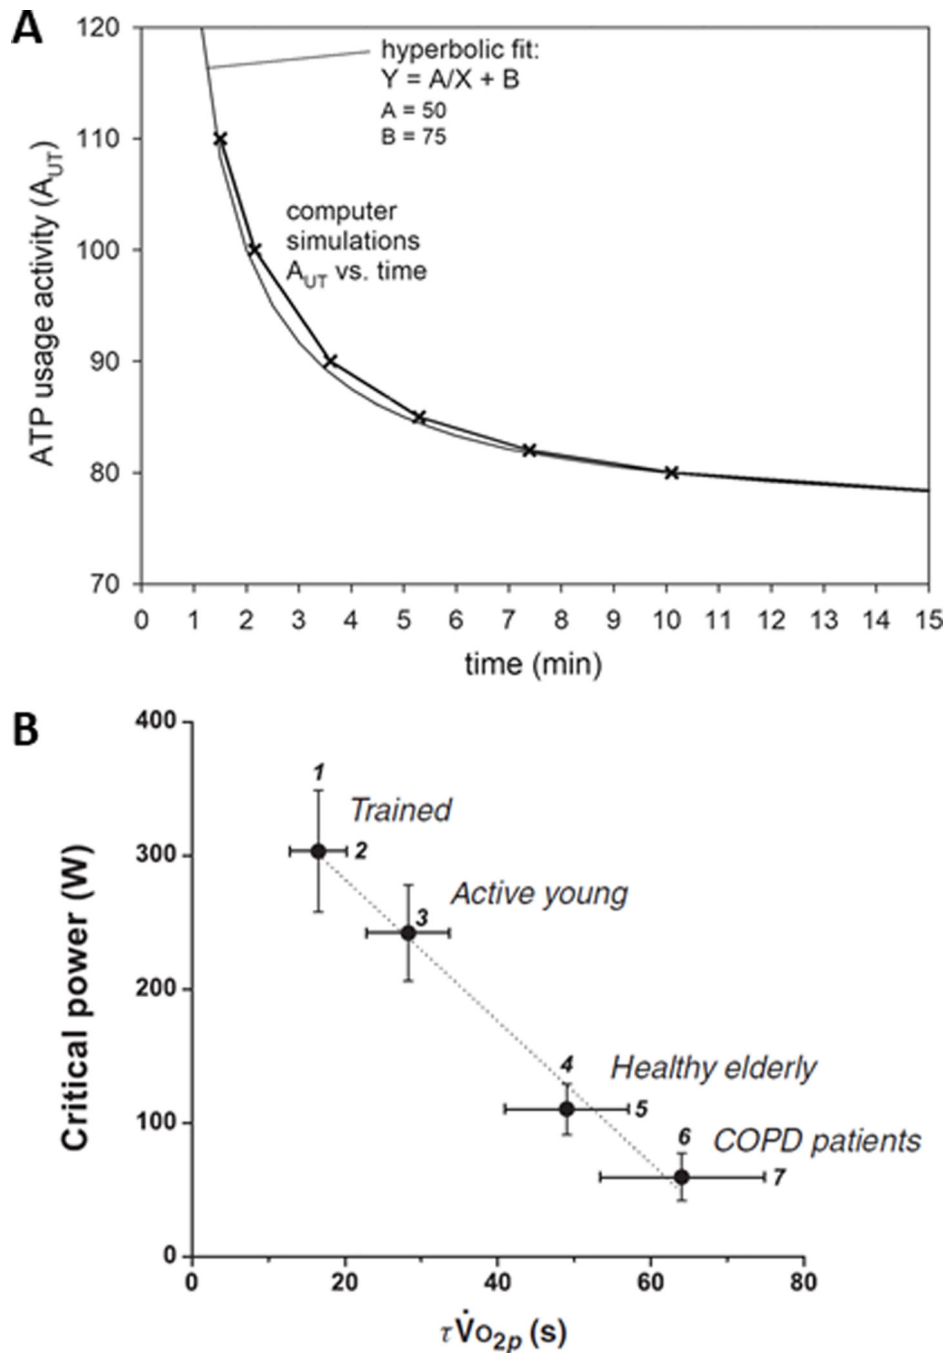 A
120
110
100
90
80
70
ATP usage activity (A_UT)
hyperbolic fit:
Y = A/X + B
A = 50
B = 75
computer
simulations
A_UT vs. time
0 1 2 3 4 5 6 7 8 9 10 11 12 13 14 15
time (min)
B
400
300
200
100
0
Critical power (W)
1
Trained
2
Active young
3
4
Healthy elderly
5
6
COPD patients
7
0 20 40 60 80
τV̇O2p (s)